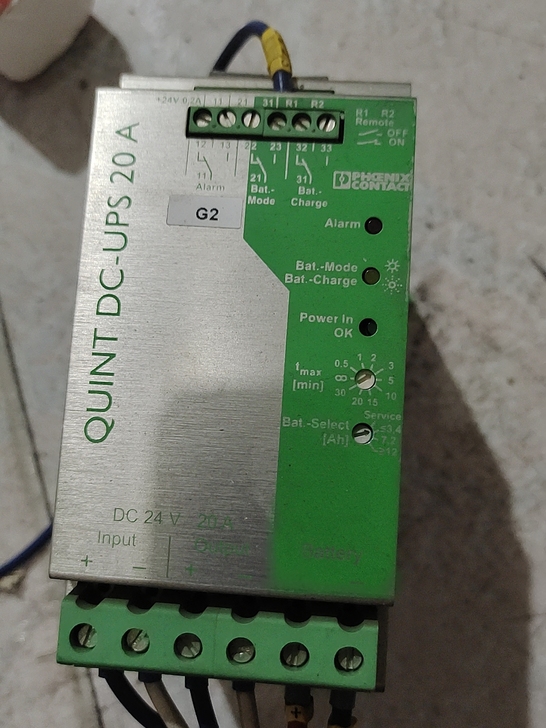 +24V 0,2A 11 21 31 R1 R2
R1 R2
Remote
OFF
ON
12 13 22 23 32 33
11
Alarm
21
Bat.-
Mode
31
Bat.-
Charge
PHŒNIX
CONTACT
G2
QUINT DC-UPS 20 A
Alarm
Bat.-Mode
Bat.-Charge
Power In
OK
tmax
[min]
0,5 1 2 3 5 10 15 20 30 ∞
Bat.-Select
[Ah]
Service
≤3,4
7,2
≥12
DC 24 V 20 A
Input
+ −
+